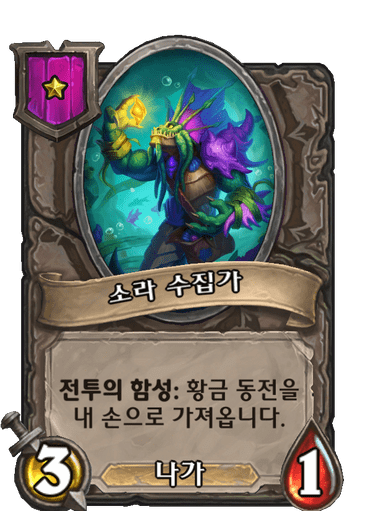 소라 수집가
전투의 함성: 황금 동전을
내 손으로 가져옵니다.
3
나가
1